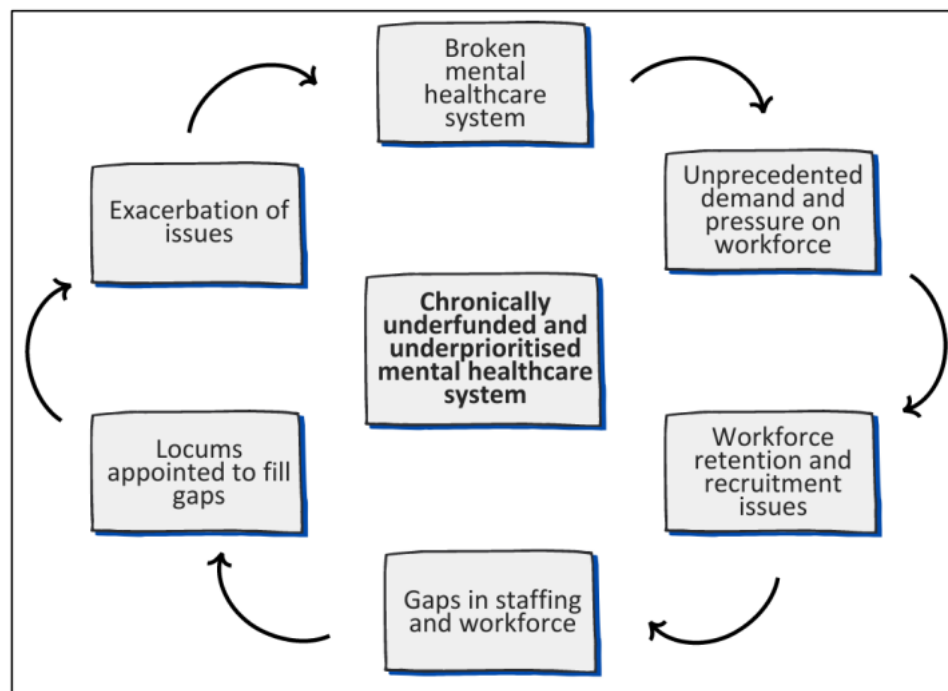 Broken
mental
healthcare
system
Unprecedented
demand and
pressure on
workforce
Workforce
retention and
recruitment
issues
Gaps in staffing
and workforce
Locums
appointed to fill
gaps
Exacerbation of
issues
Chronically
underfunded and
underprioritised
mental healthcare
system